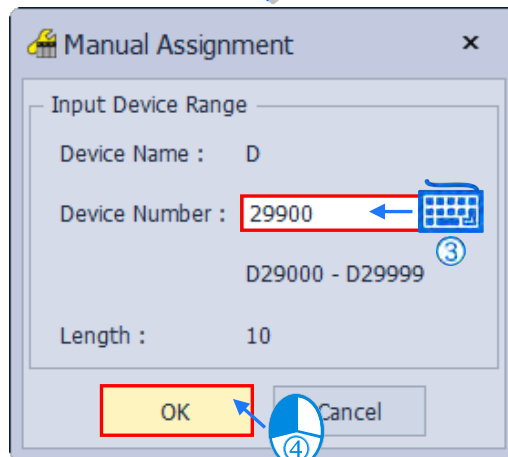 Manual Assignment
Input Device Range
Device Name : D
Device Number : 29900
③
D29000 - D29999
Length : 10
OK Cancel
④